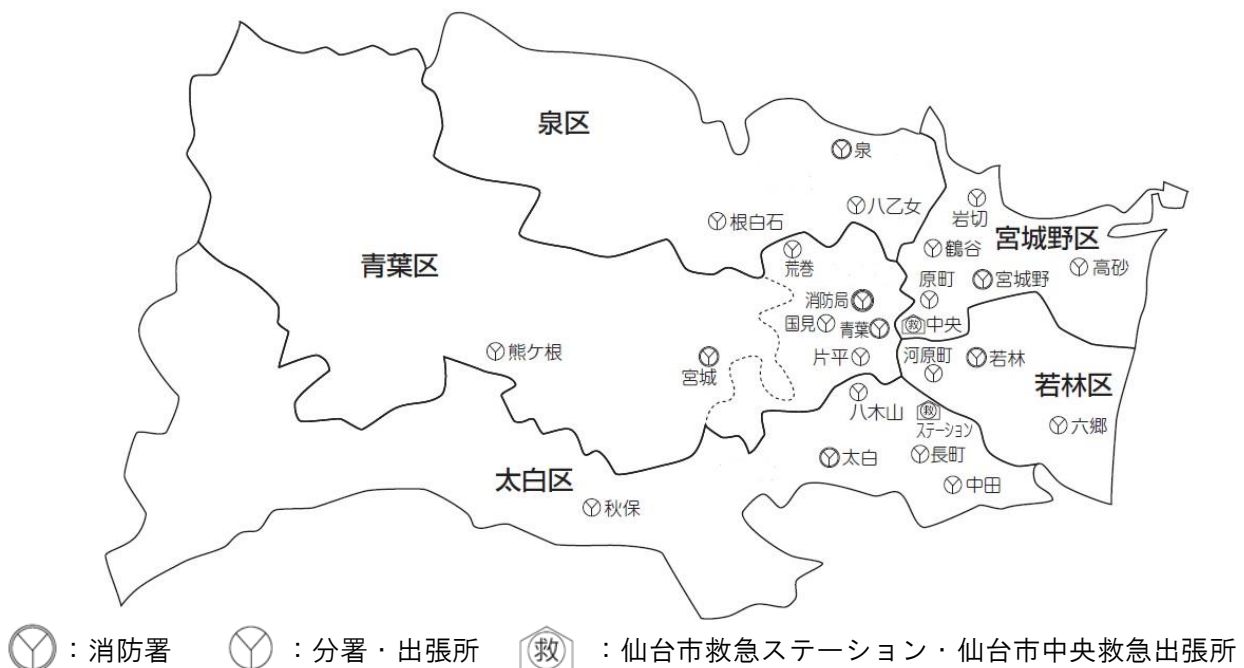 泉区
泉
八乙女
根白石
岩切
宮城野区
鶴谷
高砂
青葉区
荒巻
原町
宮城野
消防局
国見
青葉
救
中央
熊ケ根
宮城
片平
河原町
若林
若林区
八木山
救
ステーション
六郷
太白
長町
太白区
中田
秋保
：消防署
：分署・出張所
救
：仙台市救急ステーション・仙台市中央救急出張所